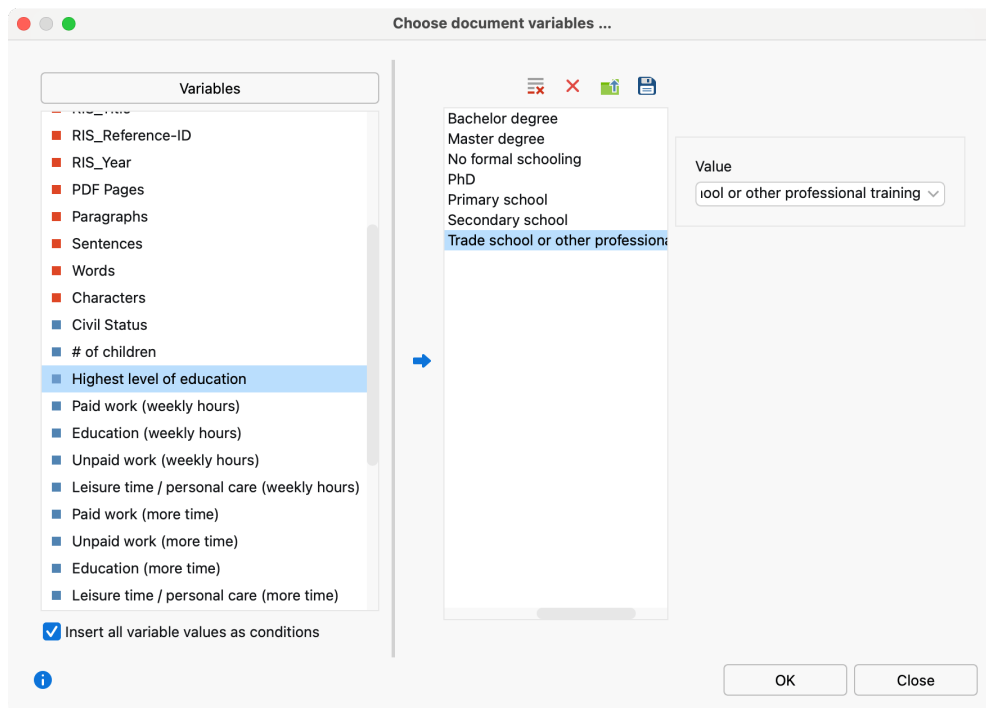 Choose document variables ...
Variables
RIS_Reference-ID
RIS_Year
PDF Pages
Paragraphs
Sentences
Words
Characters
Civil Status
# of children
Highest level of education
Paid work (weekly hours)
Education (weekly hours)
Unpaid work (weekly hours)
Leisure time / personal care (weekly hours)
Paid work (more time)
Unpaid work (more time)
Education (more time)
Leisure time / personal care (more time)
Insert all variable values as conditions
Bachelor degree
Master degree
No formal schooling
PhD
Primary school
Secondary school
Trade school or other professiona
Value
ool or other professional training
OK
Close